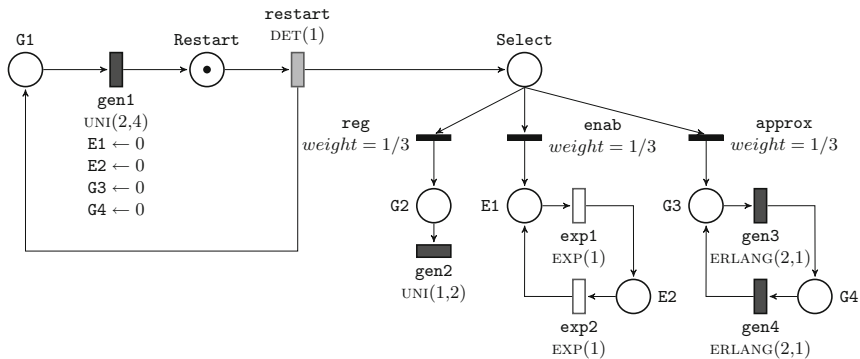 restart
DET(1)
G1
Restart
Select
gen1
UNI(2,4)
E1 ← 0
E2 ← 0
G3 ← 0
G4 ← 0
reg
weight = 1/3
enab
weight = 1/3
approx
weight = 1/3
G2
gen2
UNI(1,2)
E1
exp1
EXP(1)
E2
exp2
EXP(1)
G3
gen3
ERLANG(2,1)
G4
gen4
ERLANG(2,1)